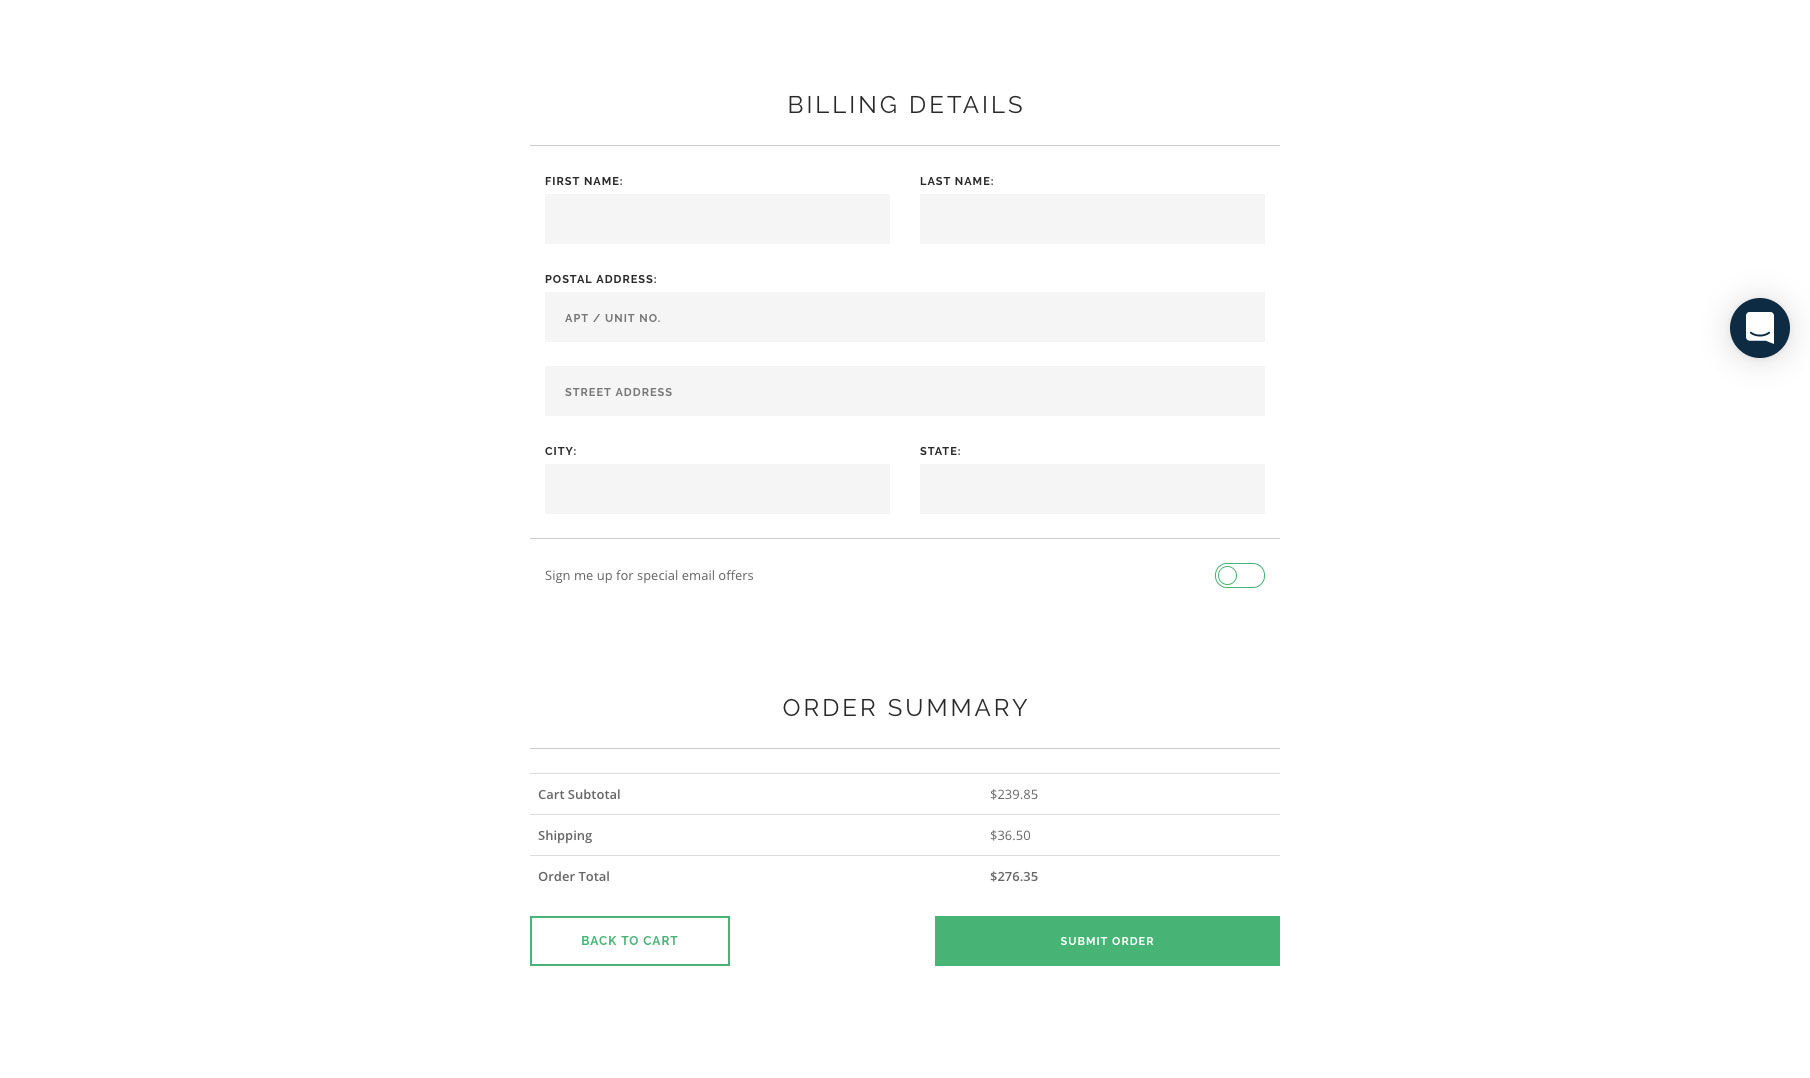 BILLING DETAILS
FIRST NAME:
LAST NAME:
POSTAL ADDRESS:
APT / UNIT NO.
STREET ADDRESS
CITY:
STATE:
Sign me up for special email offers
ORDER SUMMARY
Cart Subtotal $239.85
Shipping $36.50
Order Total $276.35
BACK TO CART
SUBMIT ORDER